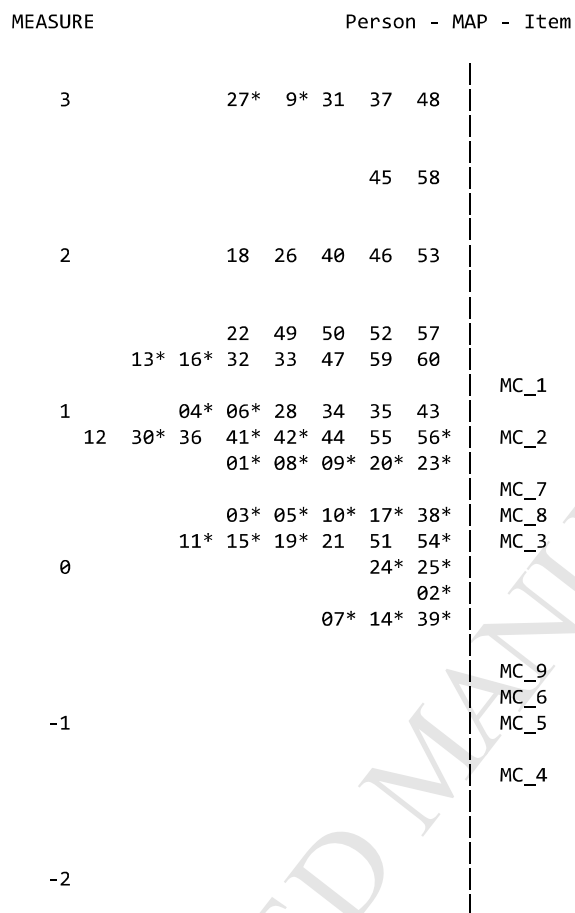 MEASURE Person - MAP - Item
3 27* 9* 31 37 48
45 58
2 18 26 40 46 53
22 49 50 52 57
13* 16* 32 33 47 59 60
MC_1
1 04* 06* 28 34 35 43
12 30* 36 41* 42* 44 55 56* MC_2
01* 08* 09* 20* 23*
MC_7
03* 05* 10* 17* 38* MC_8
11* 15* 19* 21 51 54* MC_3
0 24* 25*
02*
07* 14* 39*
MC_9
MC_6
-1 MC_5
MC_4
-2